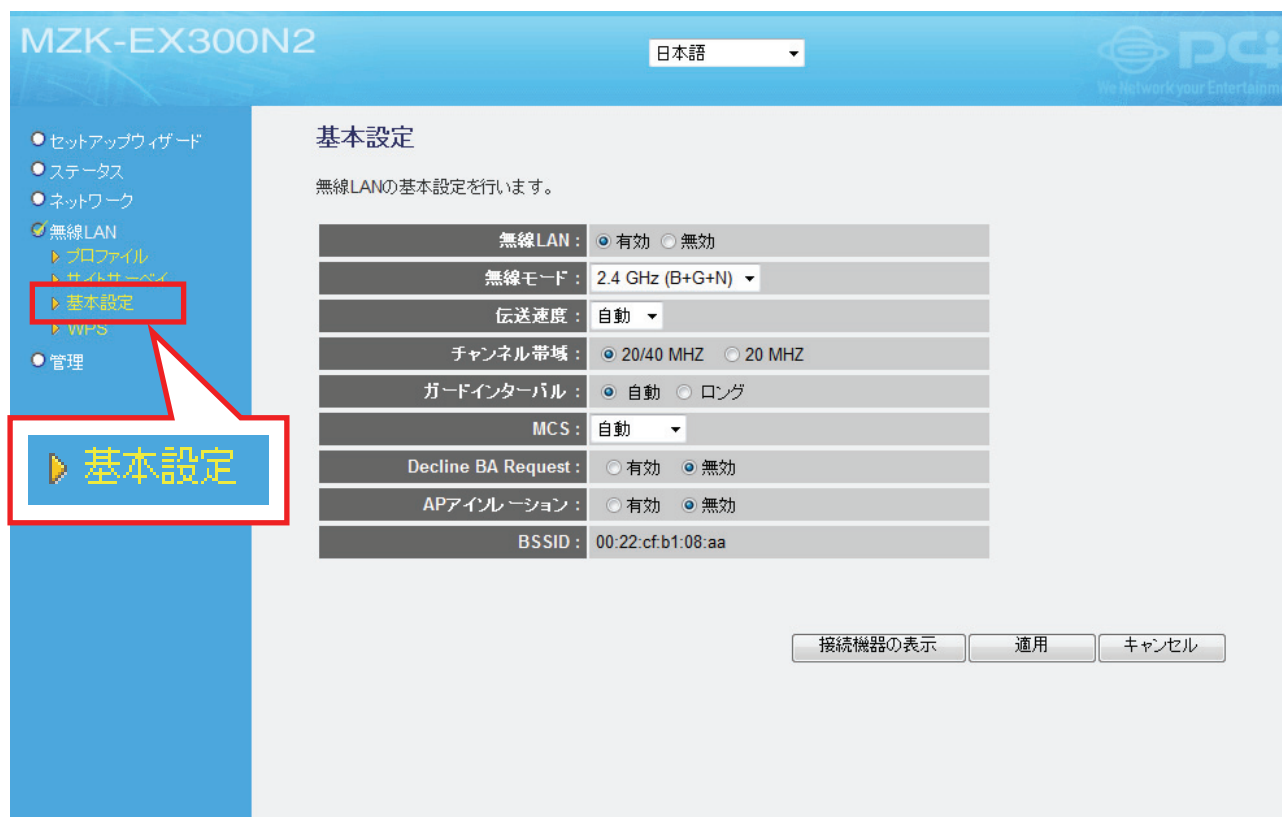 MZK-EX300N2
日本語
PCi
We Network your Entertainm
セットアップウィザード
ステータス
ネットワーク
無線LAN
プロファイル
サイトサーベイ
基本設定
WPS
管理
基本設定
基本設定
無線LANの基本設定を行います。
無線LAN : 有効 無効
無線モード : 2.4 GHz (B+G+N)
伝送速度 : 自動
チャンネル帯域 : 20/40 MHZ 20 MHZ
ガードインターバル : 自動 ロング
MCS : 自動
Decline BA Request : 有効 無効
APアイソレーション : 有効 無効
BSSID : 00:22:cf:b1:08:aa
接続機器の表示 適用 キャンセル